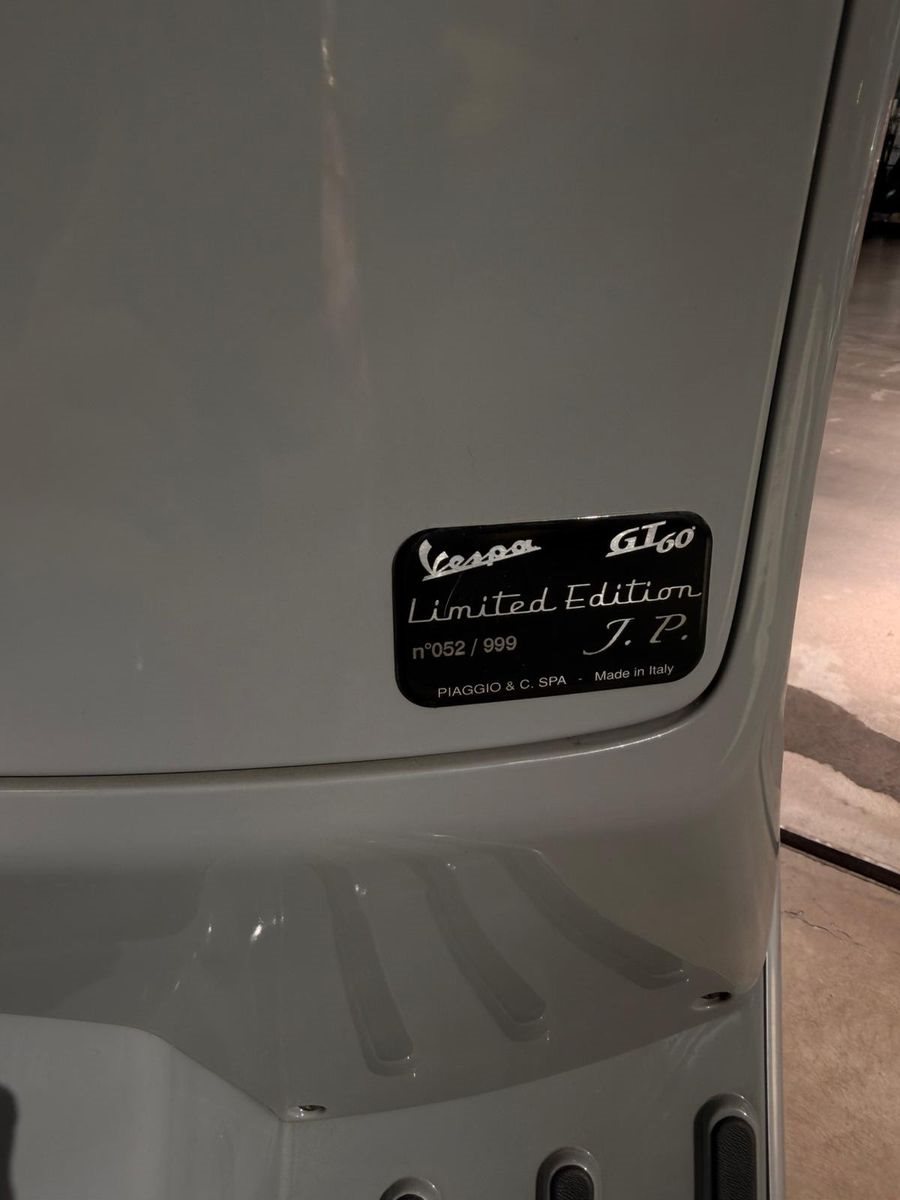 Vespa GT60°
Limited Edition
n°052 / 999 J. P.
PIAGGIO & C. SPA - Made in Italy